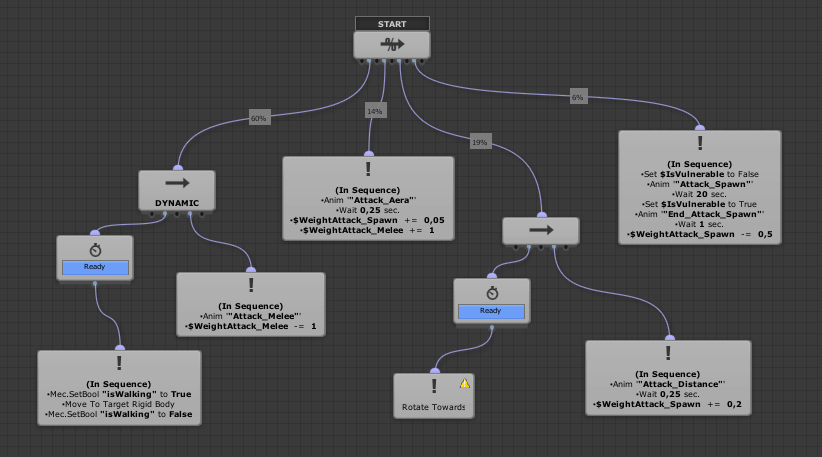 START
%
60%
14%
19%
6%
DYNAMIC
Ready
(In Sequence)
•Mec.SetBool "isWalking" to True
•Move To Target Rigid Body
•Mec.SetBool "isWalking" to False
(In Sequence)
•Anim '"Attack_Melee"'
•$WeightAttack_Melee -= 1
(In Sequence)
•Anim '"Attack_Aera"'
•Wait 0,25 sec.
•$WeightAttack_Spawn += 0,05
•$WeightAttack_Melee += 1
Ready
Rotate Towards
(In Sequence)
•Anim '"Attack_Distance"'
•Wait 0,25 sec.
•$WeightAttack_Spawn += 0,2
(In Sequence)
•Set $IsVulnerable to False
•Anim '"Attack_Spawn"'
•Wait 20 sec.
•Set $IsVulnerable to True
•Anim '"End_Attack_Spawn"'
•Wait 1 sec.
•$WeightAttack_Spawn -= 0,5